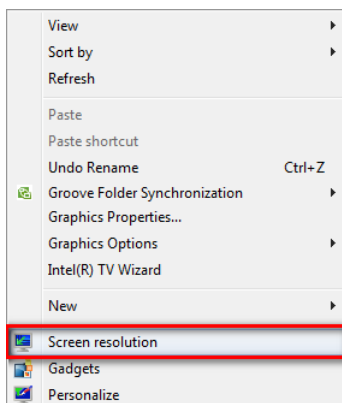 View
Sort by
Refresh
Paste
Paste shortcut
Undo Rename Ctrl+Z
Groove Folder Synchronization
Graphics Properties...
Graphics Options
Intel(R) TV Wizard
New
Screen resolution
Gadgets
Personalize